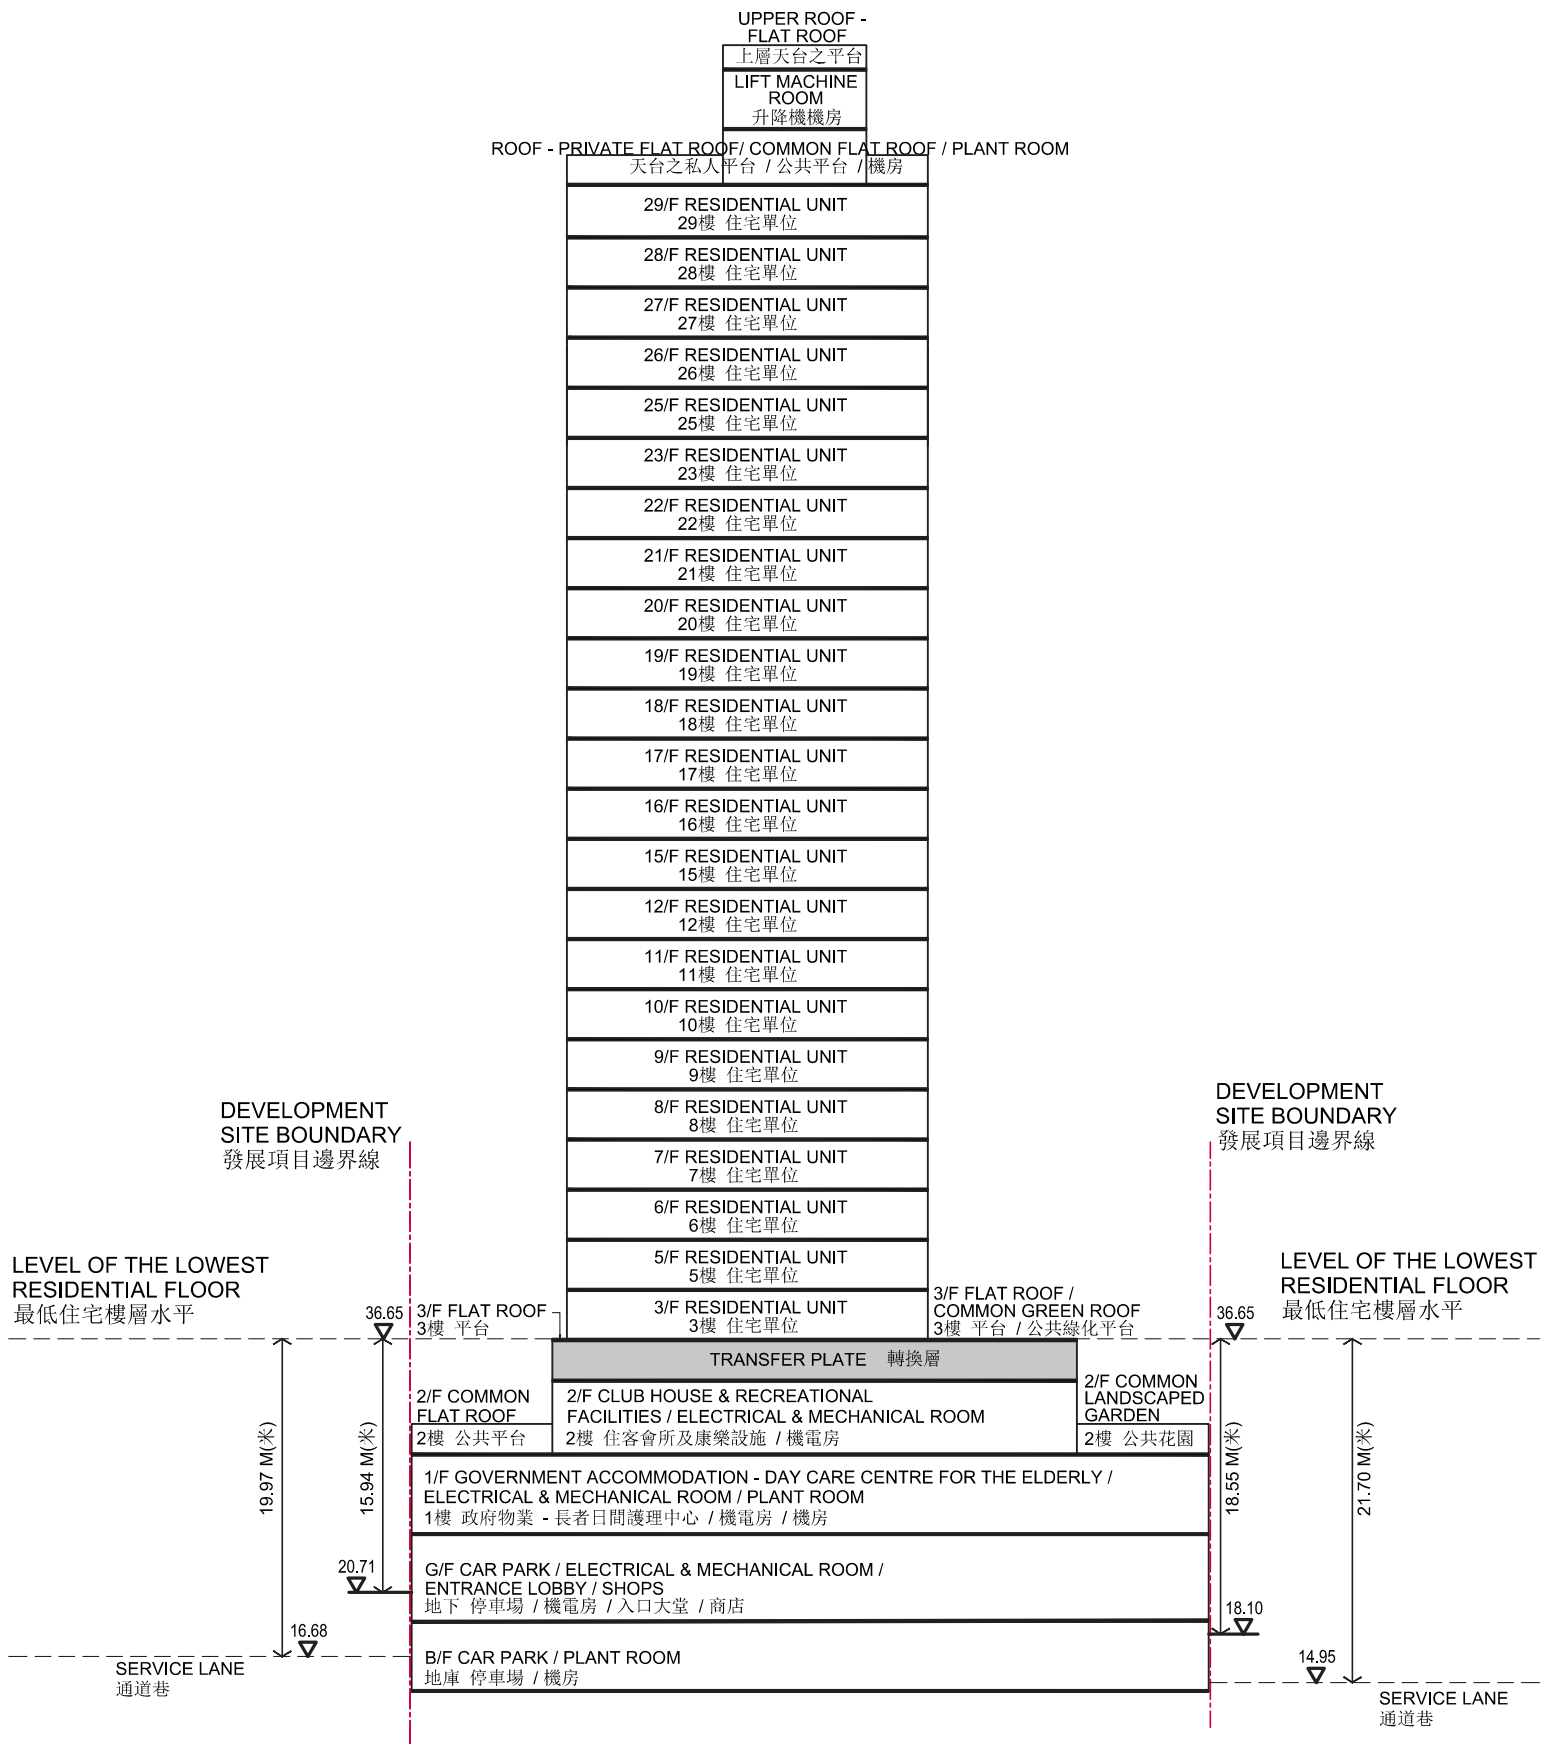 UPPER ROOF -
FLAT ROOF
上層天台之平台
LIFT MACHINE
ROOM
升降機機房
ROOF - PRIVATE FLAT ROOF/ COMMON FLAT ROOF / PLANT ROOM
天台之私人平台 / 公共平台 / 機房
29/F RESIDENTIAL UNIT
29樓 住宅單位
28/F RESIDENTIAL UNIT
28樓 住宅單位
27/F RESIDENTIAL UNIT
27樓 住宅單位
26/F RESIDENTIAL UNIT
26樓 住宅單位
25/F RESIDENTIAL UNIT
25樓 住宅單位
23/F RESIDENTIAL UNIT
23樓 住宅單位
22/F RESIDENTIAL UNIT
22樓 住宅單位
21/F RESIDENTIAL UNIT
21樓 住宅單位
20/F RESIDENTIAL UNIT
20樓 住宅單位
19/F RESIDENTIAL UNIT
19樓 住宅單位
18/F RESIDENTIAL UNIT
18樓 住宅單位
17/F RESIDENTIAL UNIT
17樓 住宅單位
16/F RESIDENTIAL UNIT
16樓 住宅單位
15/F RESIDENTIAL UNIT
15樓 住宅單位
12/F RESIDENTIAL UNIT
12樓 住宅單位
11/F RESIDENTIAL UNIT
11樓 住宅單位
10/F RESIDENTIAL UNIT
10樓 住宅單位
9/F RESIDENTIAL UNIT
9樓 住宅單位
8/F RESIDENTIAL UNIT
8樓 住宅單位
7/F RESIDENTIAL UNIT
7樓 住宅單位
6/F RESIDENTIAL UNIT
6樓 住宅單位
5/F RESIDENTIAL UNIT
5樓 住宅單位
3/F RESIDENTIAL UNIT
3樓 住宅單位
DEVELOPMENT
SITE BOUNDARY
發展項目邊界線
DEVELOPMENT
SITE BOUNDARY
發展項目邊界線
LEVEL OF THE LOWEST
RESIDENTIAL FLOOR
最低住宅樓層水平
36.65
3/F FLAT ROOF
3樓 平台
3/F FLAT ROOF /
COMMON GREEN ROOF
3樓 平台 / 公共綠化平台
LEVEL OF THE LOWEST
RESIDENTIAL FLOOR
最低住宅樓層水平
36.65
TRANSFER PLATE 轉換層
2/F COMMON
FLAT ROOF
2樓 公共平台
2/F CLUB HOUSE & RECREATIONAL
FACILITIES / ELECTRICAL & MECHANICAL ROOM
2樓 住客會所及康樂設施 / 機電房
2/F COMMON
LANDSCAPED
GARDEN
2樓 公共花園
19.97 M(米)
15.94 M(米)
18.55 M(米)
21.70 M(米)
1/F GOVERNMENT ACCOMMODATION - DAY CARE CENTRE FOR THE ELDERLY /
ELECTRICAL & MECHANICAL ROOM / PLANT ROOM
1樓 政府物業 - 長者日間護理中心 / 機電房 / 機房
20.71
G/F CAR PARK / ELECTRICAL & MECHANICAL ROOM /
ENTRANCE LOBBY / SHOPS
地下 停車場 / 機電房 / 入口大堂 / 商店
18.10
16.68
B/F CAR PARK / PLANT ROOM
地庫 停車場 / 機房
14.95
SERVICE LANE
通道巷
SERVICE LANE
通道巷